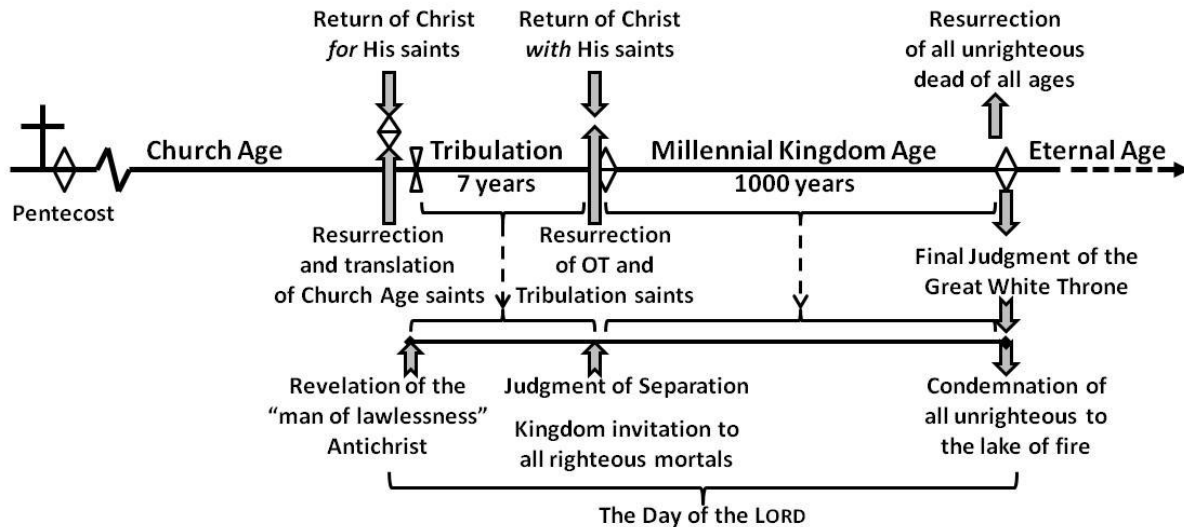 Return of Christ
for His saints
Return of Christ
with His saints
Resurrection
of all unrighteous
dead of all ages
Church Age
Tribulation
7 years
Millennial Kingdom Age
1000 years
Eternal Age
Pentecost
Resurrection
and translation
of Church Age saints
Resurrection
of OT and
Tribulation saints
Final Judgment of the
Great White Throne
Revelation of the
“man of lawlessness”
Antichrist
Judgment of Separation
Kingdom invitation to
all righteous mortals
Condemnation of
all unrighteous to
the lake of fire
The Day of the LORD